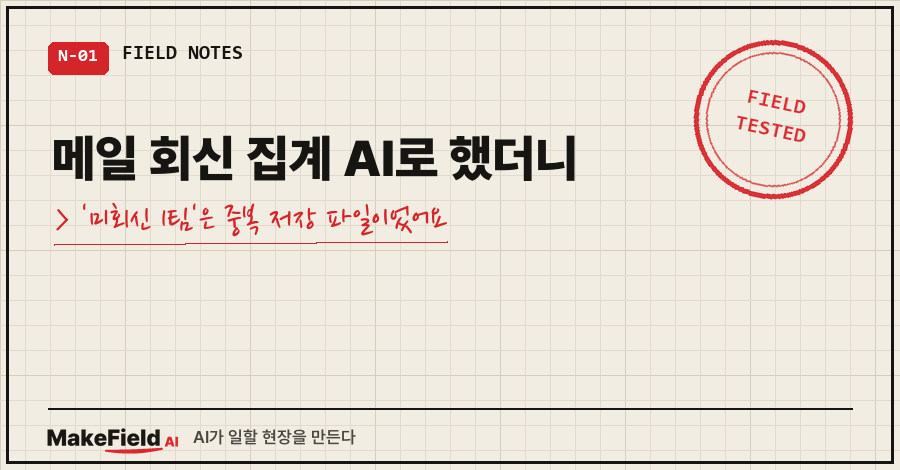 N-01 FIELD NOTES
FIELD
TESTED
메일 회신 집계 AI로 했더니
> '미회신 1팀'은 중복 저장 파일이었어요
MakeField AI AI가 일할 현장을 만든다